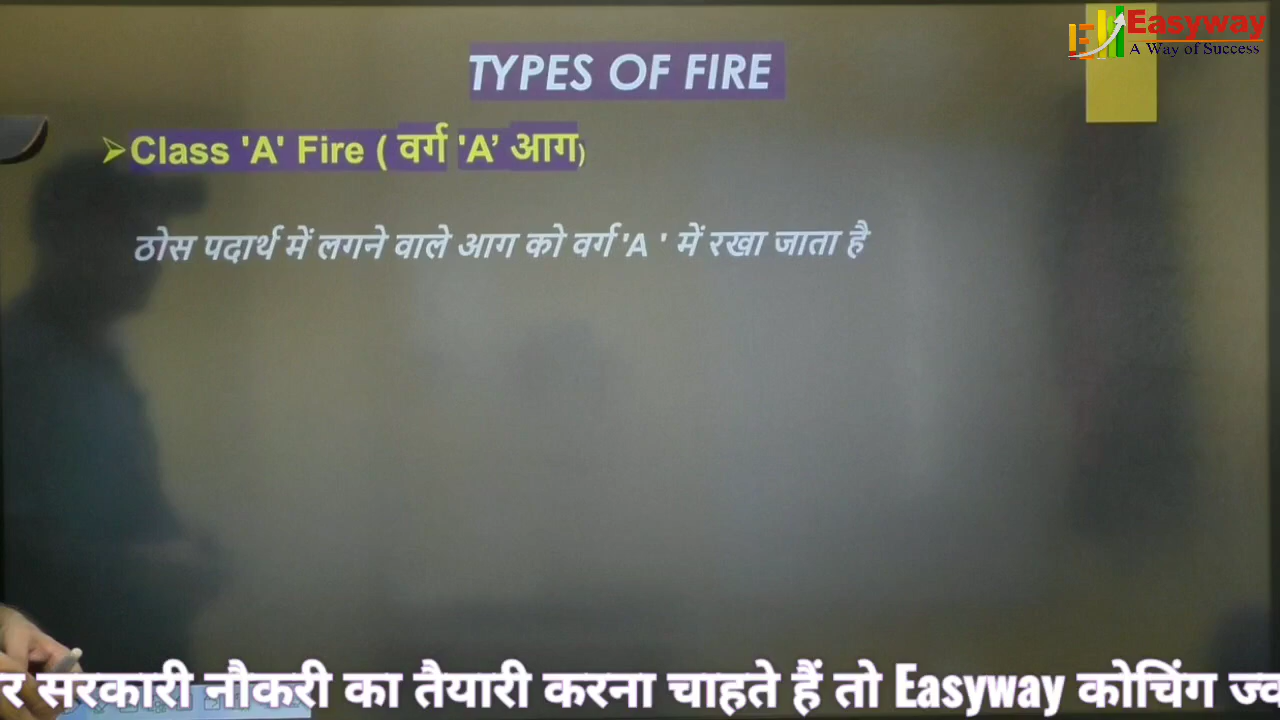 Easyway
A Way of Success
TYPES OF FIRE
Class 'A' Fire ( वर्ग 'A’ आग)
ठोस पदार्थ में लगने वाले आग को वर्ग 'A ' में रखा जाता है
सरकारी नौकरी का तैयारी करना चाहते हैं तो Easyway कोचिंग